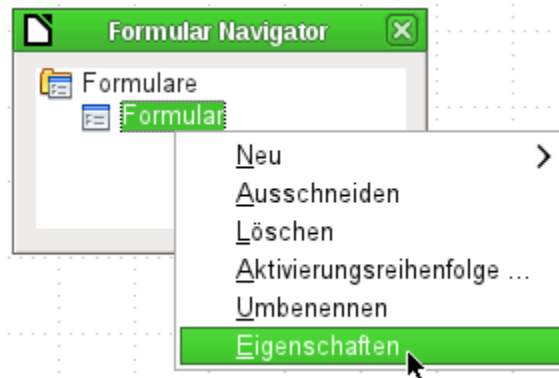 Formular Navigator
Formulare
Formular
Neu
Ausschneiden
Löschen
Aktivierungsreihenfolge ...
Umbenennen
Eigenschaften